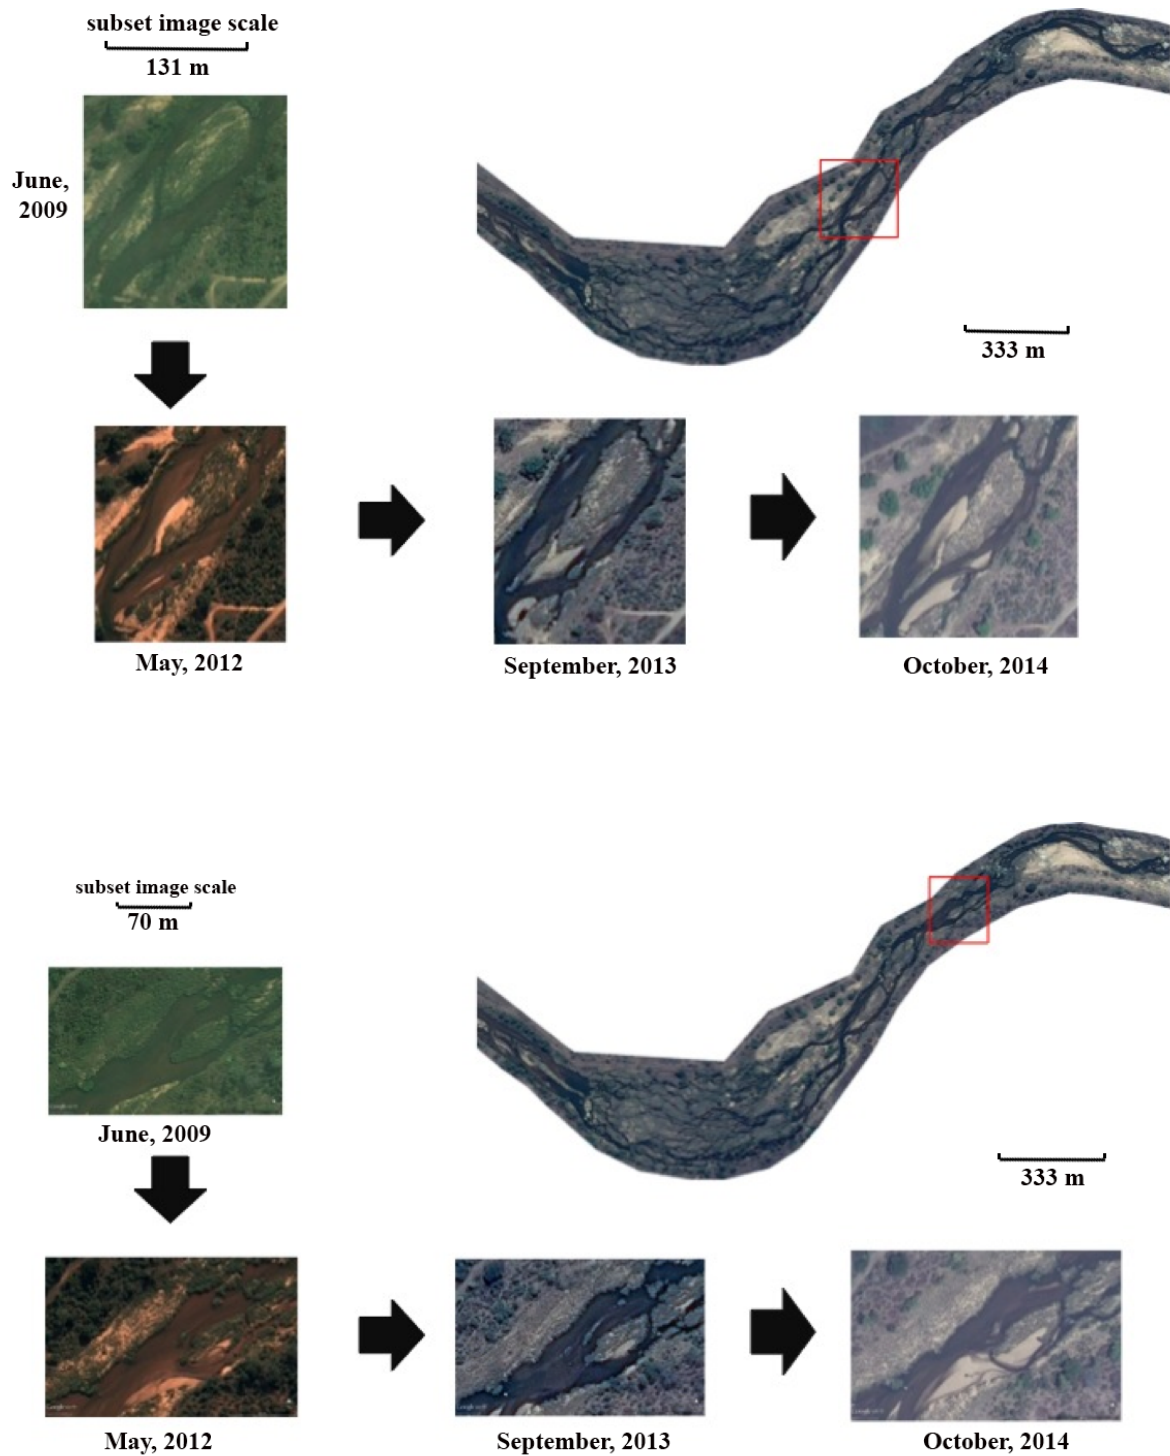 subset image scale
131 m
June,
2009
333 m
May, 2012
September, 2013
October, 2014
subset image scale
70 m
June, 2009
333 m
May, 2012
September, 2013
October, 2014